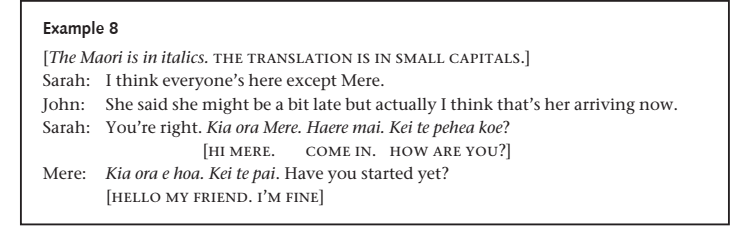 Example 8
[The Maori is in italics. THE TRANSLATION IS IN SMALL CAPITALS.]
Sarah: I think everyone's here except Mere.
John: She said she might be a bit late but actually I think that's her arriving now.
Sarah: You're right. Kia ora Mere. Haere mai. Kei te pehea koe?
[HI MERE. COME IN. HOW ARE YOU?]
Mere: Kia ora e hoa. Kei te pai. Have you started yet?
[HELLO MY FRIEND. I'M FINE]